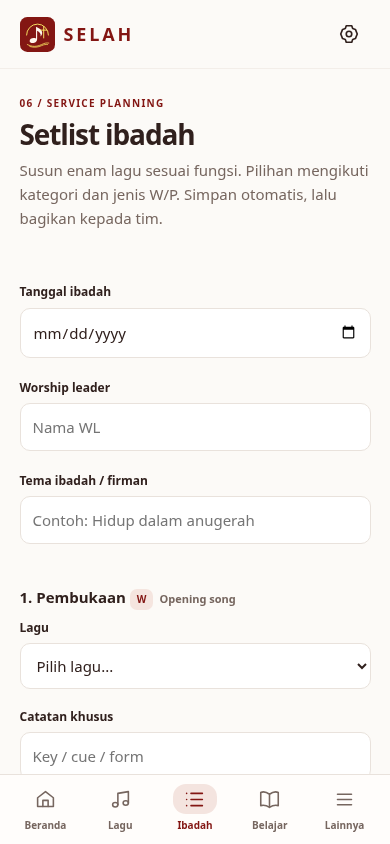 SELAH
06 / SERVICE PLANNING
Setlist ibadah
Susun enam lagu sesuai fungsi. Pilihan mengikuti
kategori dan jenis W/P. Simpan otomatis, lalu
bagikan kepada tim.
Tanggal ibadah
mm/dd/yyyy
Worship leader
Nama WL
Tema ibadah / firman
Contoh: Hidup dalam anugerah
1. Pembukaan W Opening song
Lagu
Pilih lagu...
Catatan khusus
Key / cue / form
Beranda Lagu Ibadah Belajar Lainnya